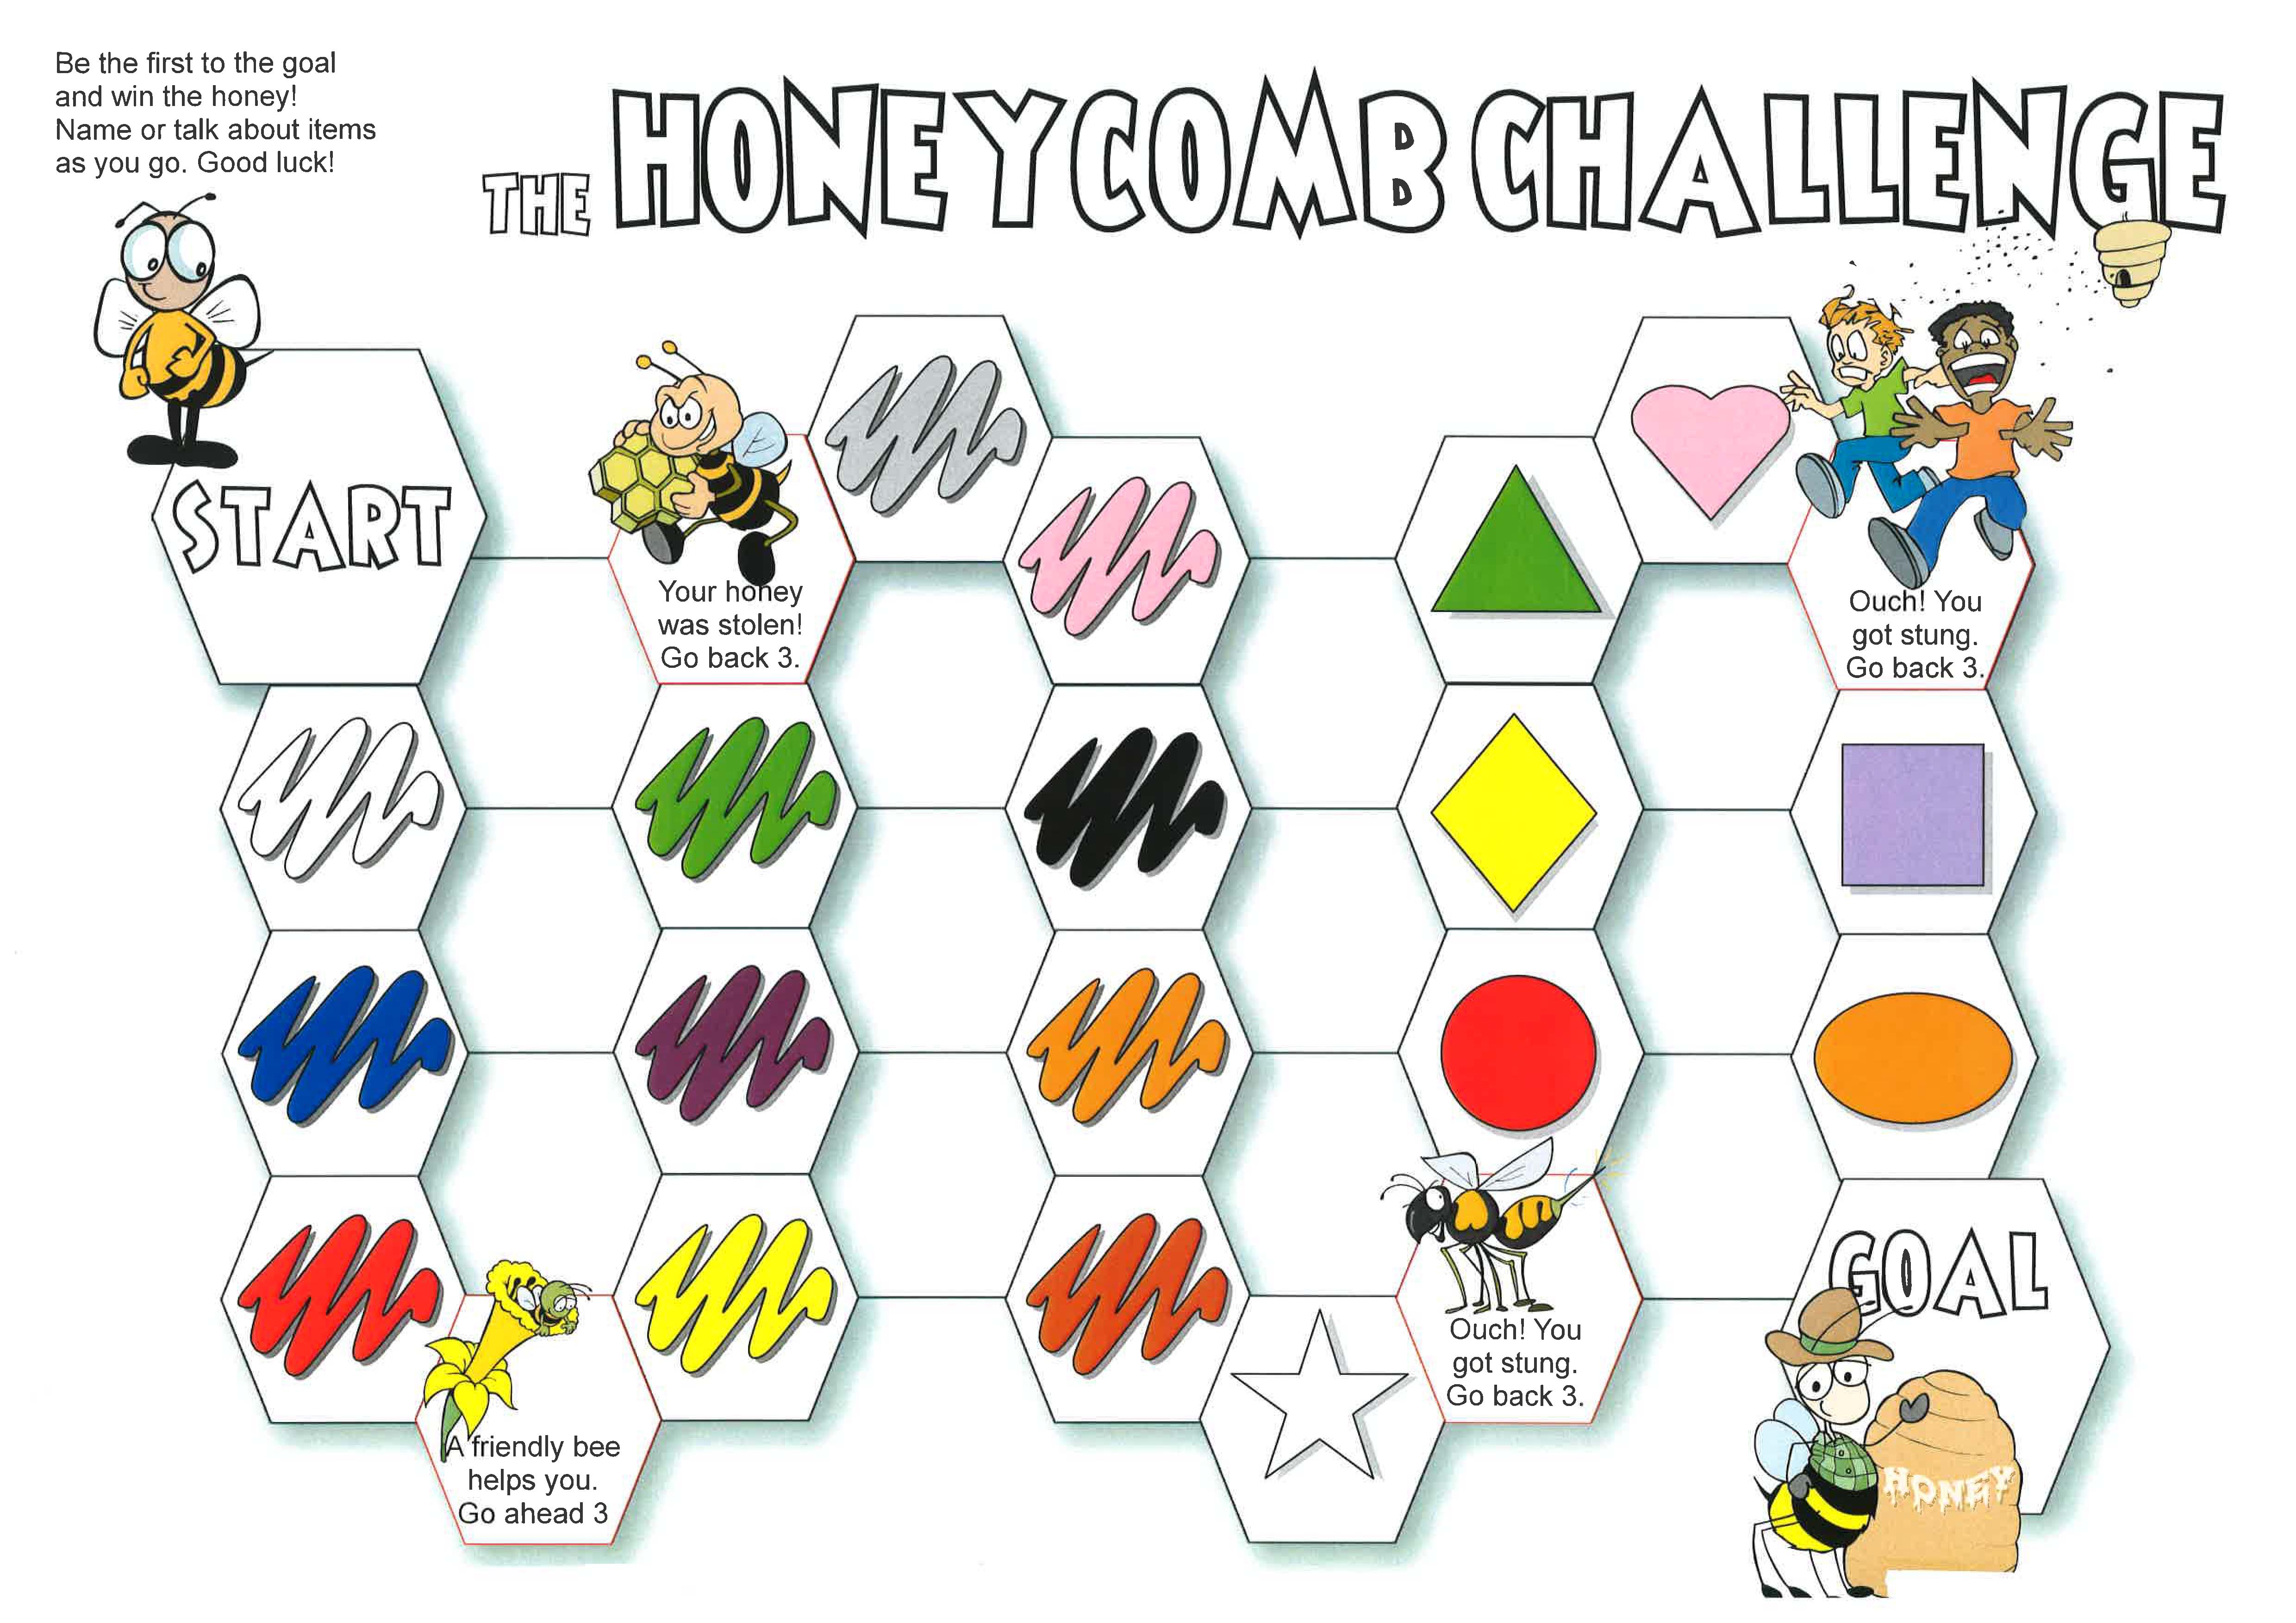 Be the first to the goal
and win the honey!
Name or talk about items
as you go. Good luck!
THE HONEYCOMB CHALLENGE
START
Your honey
was stolen!
Go back 3.
Ouch! You
got stung.
Go back 3.
A friendly bee
helps you.
Go ahead 3
Ouch! You
got stung.
Go back 3.
GOAL
HONEY